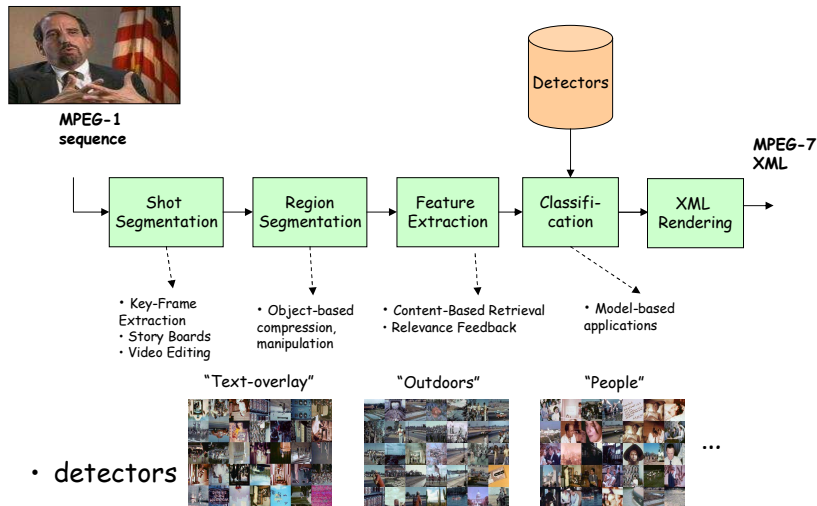 MPEG-1
sequence
Detectors
MPEG-7
XML
Shot
Segmentation
Region
Segmentation
Feature
Extraction
Classifi-
cation
XML
Rendering
• Key-Frame
Extraction
• Story Boards
• Video Editing
• Object-based
compression,
manipulation
• Content-Based Retrieval
• Relevance Feedback
• Model-based
applications
"Text-overlay"
"Outdoors"
"People"
...
• detectors